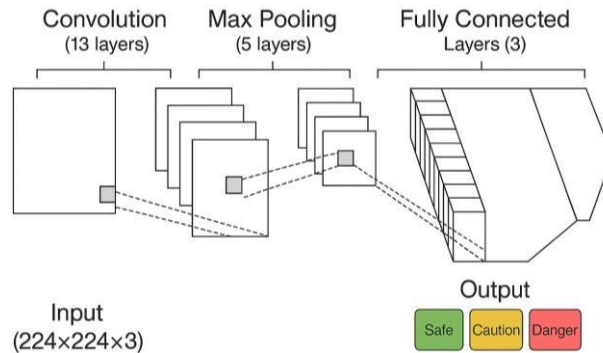 Convolution
(13 layers)
Max Pooling
(5 layers)
Fully Connected
Layers (3)
Input
(224×224×3)
Output
Safe
Caution
Danger